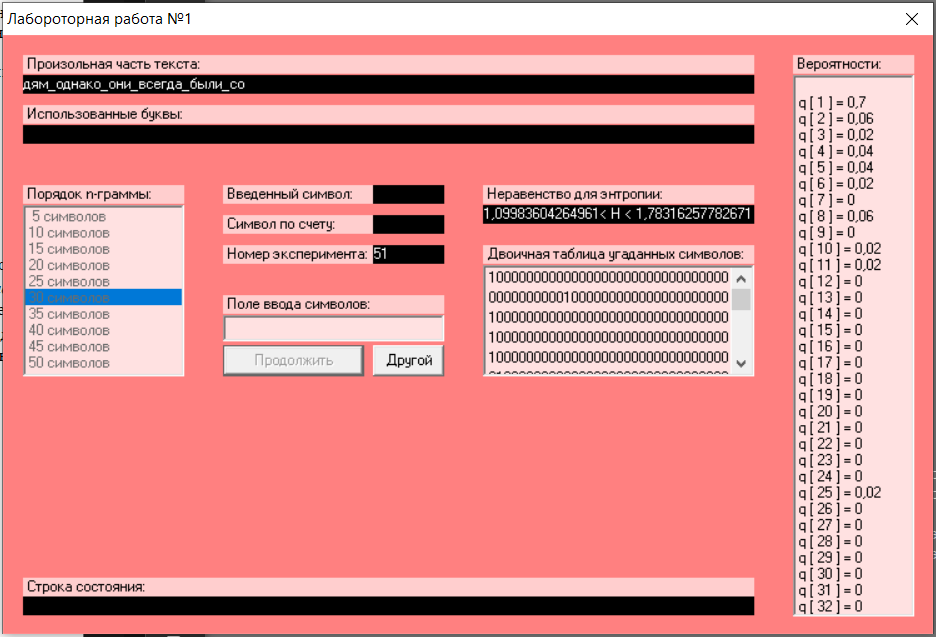 Лабороторная работа №1
Произольная часть текста:
дям_однако_они_всегда_были_со
Использованные буквы:
Порядок n-граммы:
5 символов
10 символов
15 символов
20 символов
25 символов
30 символов
35 символов
40 символов
45 символов
50 символов
Введенный символ:
Символ по счету:
Номер эксперимента: 51
Поле ввода символов:
Продолжить
Другой
Неравенство для энтропии:
1,09983604264961< H < 1,78316257782671
Двоичная таблица угаданных символов:
100000000000000000000000000000
000000000010000000000000000000
100000000000000000000000000000
100000000000000000000000000000
100000000000000000000000000000
Вероятности:
q [ 1 ] = 0,7
q [ 2 ] = 0,06
q [ 3 ] = 0,02
q [ 4 ] = 0,04
q [ 5 ] = 0,04
q [ 6 ] = 0,02
q [ 7 ] = 0
q [ 8 ] = 0,06
q [ 9 ] = 0
q [ 10 ] = 0,02
q [ 11 ] = 0,02
q [ 12 ] = 0
q [ 13 ] = 0
q [ 14 ] = 0
q [ 15 ] = 0
q [ 16 ] = 0
q [ 17 ] = 0
q [ 18 ] = 0
q [ 19 ] = 0
q [ 20 ] = 0
q [ 21 ] = 0
q [ 22 ] = 0
q [ 23 ] = 0
q [ 24 ] = 0
q [ 25 ] = 0,02
q [ 26 ] = 0
q [ 27 ] = 0
q [ 28 ] = 0
q [ 29 ] = 0
q [ 30 ] = 0
q [ 31 ] = 0
q [ 32 ] = 0
Строка состояния: